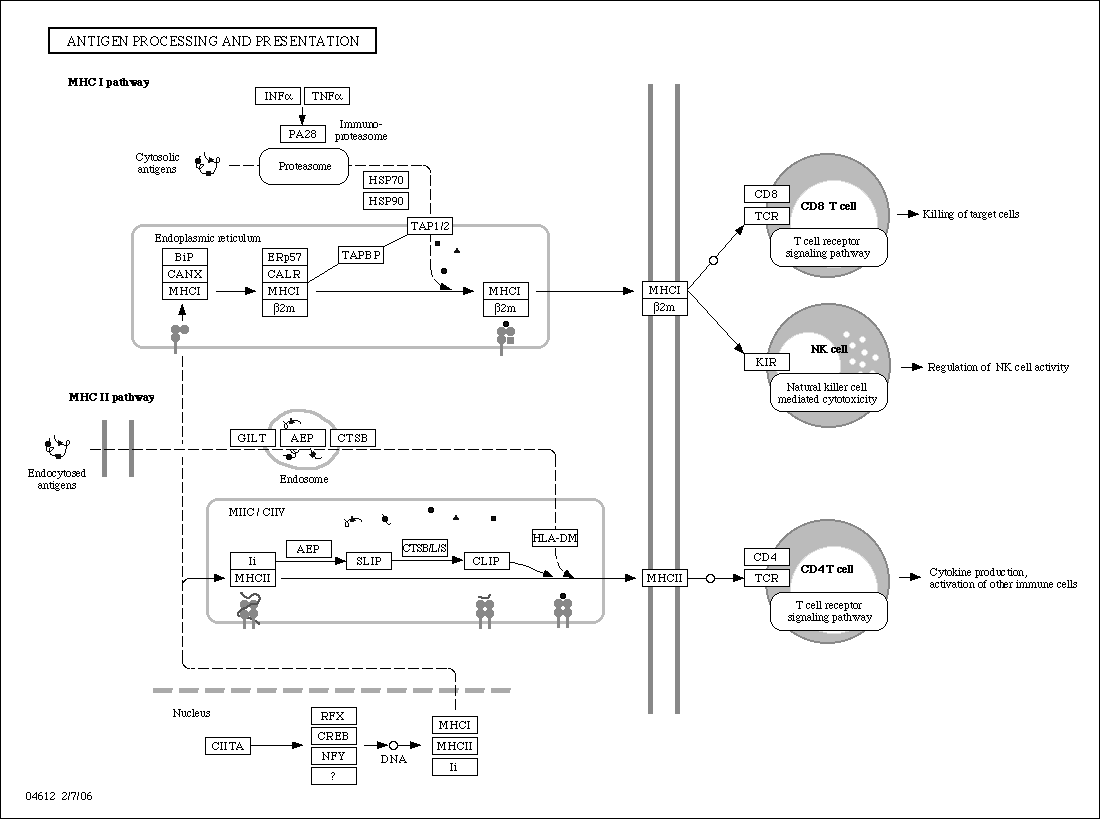 ANTIGEN PROCESSING AND PRESENTATION
MHC I pathway
INFα
TNFα
PA28
Immuno-
proteasome
Cytosolic
antigens
Proteasome
HSP70
HSP90
TAP1/2
Endoplasmic reticulum
BiP
CANX
MHCI
ERp57
CALR
MHCI
β2m
TAPBP
MHCI
β2m
MHCI
β2m
CD8
TCR
CD8 T cell
T cell receptor
signaling pathway
Killing of target cells
KIR
NK cell
Natural killer cell
mediated cytotoxicity
Regulation of NK cell activity
MHC II pathway
Endocytosed
antigens
GILT
AEP
CTSB
Endosome
MIIC / CIIV
Ii
MHCII
AEP
SLIP
CTSB/L/S
CLIP
HLA-DM
MHCII
CD4
TCR
CD4 T cell
T cell receptor
signaling pathway
Cytokine production,
activation of other immune cells
Nucleus
CIITA
RFX
CREB
NFY
?
DNA
MHCI
MHCII
Ii
04612 2/7/06